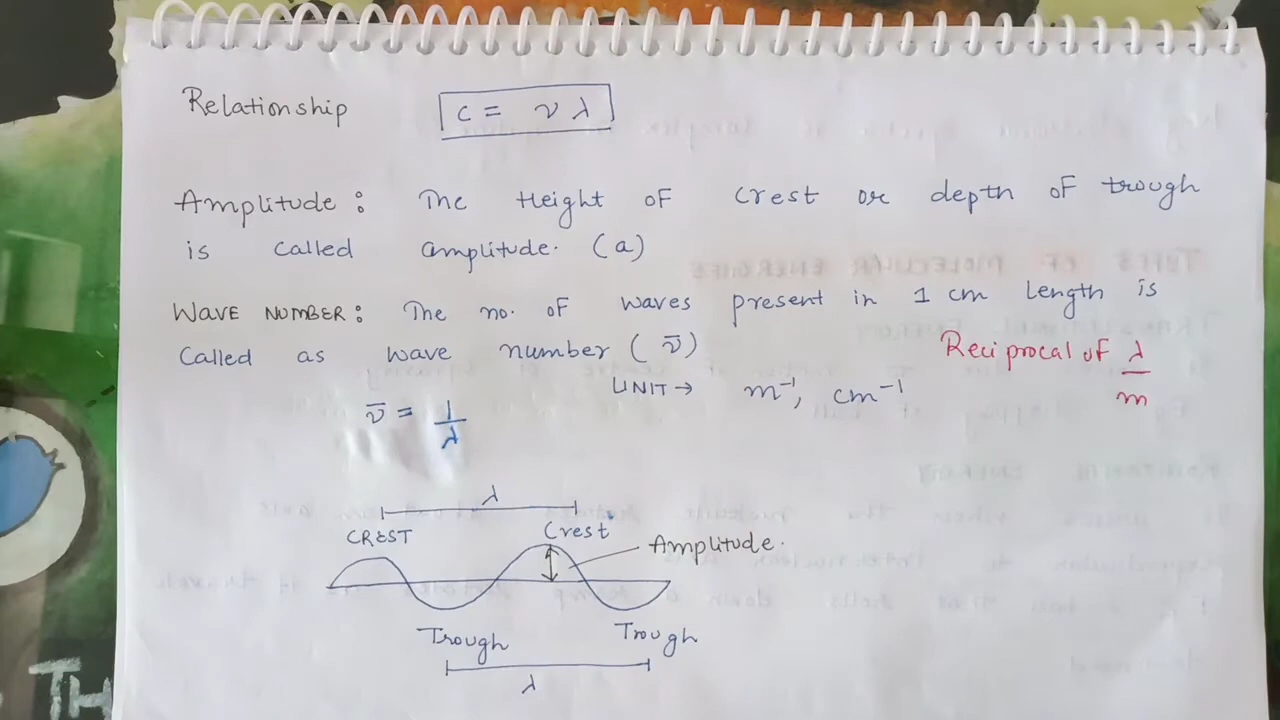 Relationship C = ν λ
Amplitude: The Height of crest or depth of trough
is called amplitude. (a)
WAVE NUMBER: The no. of waves present in 1 cm length is
called as wave number (ν̅)
Reciprocal of λ
m
UNIT → m⁻¹, cm⁻¹
ν̅ = 1/λ
λ
CREST Crest
Amplitude.
Trough Trough
λ
TH